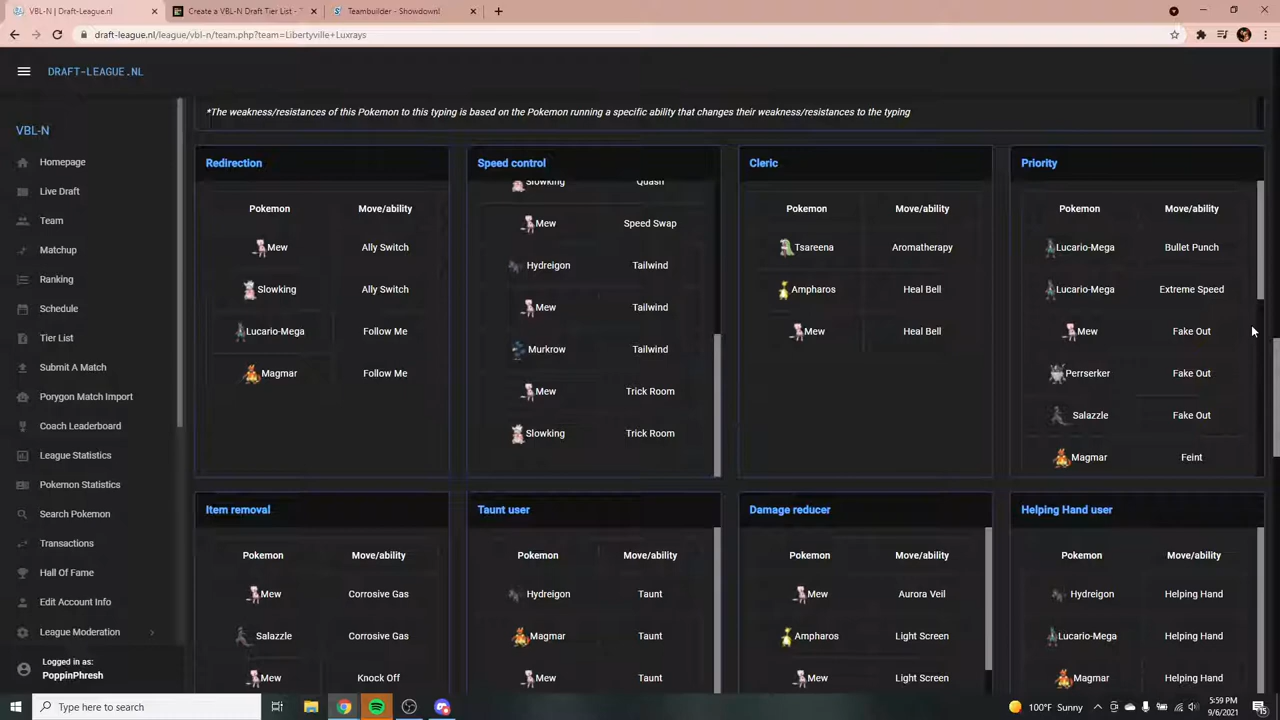 VBL-N | Draft-League.nl
Create a VBL-N Draft Tier List - T
Teambuilder - Showdown!
draft-league.nl/league/vbl-n/team.php?team=Libertyville+Luxrays
DRAFT-LEAGUE.NL
*The weakness/resistances of this Pokemon to this typing is based on the Pokemon running a specific ability that changes their weakness/resistances to the typing
VBL-N
Homepage
Live Draft
Team
Matchup
Ranking
Schedule
Tier List
Submit A Match
Porygon Match Import
Coach Leaderboard
League Statistics
Pokemon Statistics
Search Pokemon
Transactions
Hall Of Fame
Edit Account Info
League Moderation
Logged in as:
PoppinPhresh
Redirection
Pokemon Move/ability
Mew Ally Switch
Slowking Ally Switch
Lucario-Mega Follow Me
Magmar Follow Me
Speed control
Slowking Quash
Mew Speed Swap
Hydreigon Tailwind
Mew Tailwind
Murkrow Tailwind
Mew Trick Room
Slowking Trick Room
Cleric
Pokemon Move/ability
Tsareena Aromatherapy
Ampharos Heal Bell
Mew Heal Bell
Priority
Pokemon Move/ability
Lucario-Mega Bullet Punch
Lucario-Mega Extreme Speed
Mew Fake Out
Perrserker Fake Out
Salazzle Fake Out
Magmar Feint
Item removal
Pokemon Move/ability
Mew Corrosive Gas
Salazzle Corrosive Gas
Mew Knock Off
Taunt user
Pokemon Move/ability
Hydreigon Taunt
Magmar Taunt
Mew Taunt
Damage reducer
Pokemon Move/ability
Mew Aurora Veil
Ampharos Light Screen
Mew Light Screen
Helping Hand user
Pokemon Move/ability
Hydreigon Helping Hand
Lucario-Mega Helping Hand
Magmar Helping Hand
Type here to search
100°F Sunny
5:59 PM
9/6/2021
15